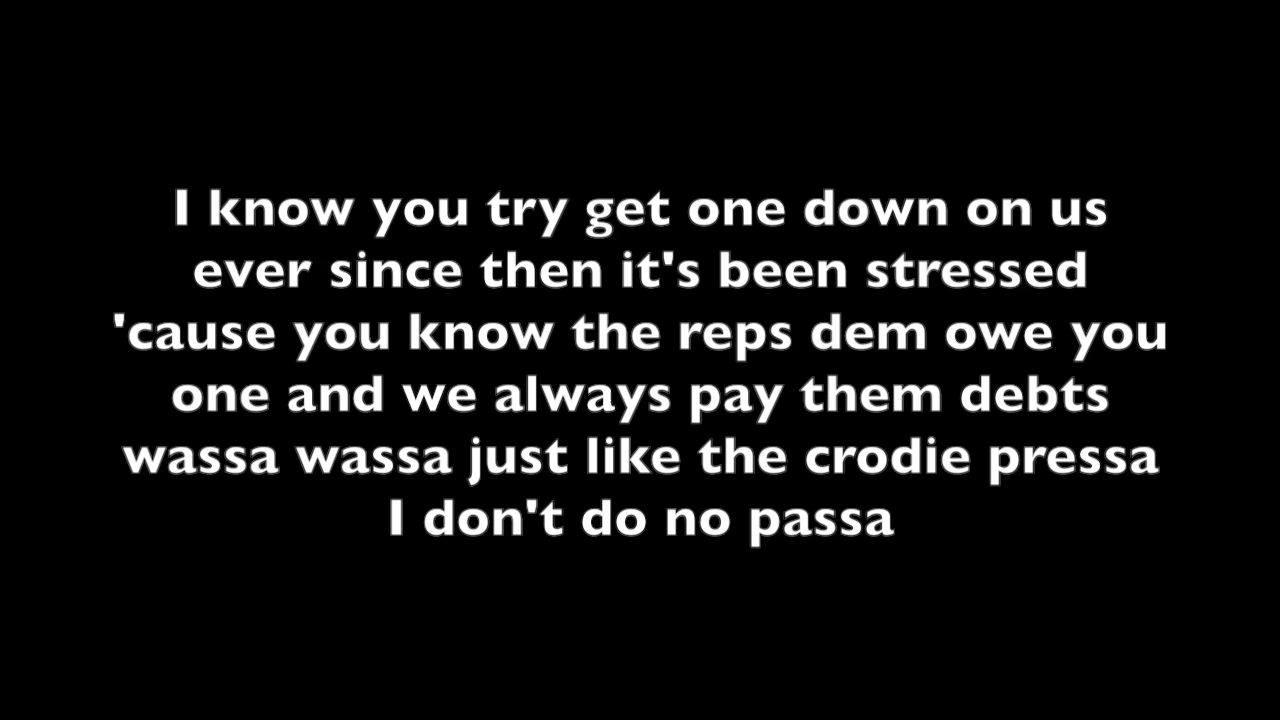 I know you try get one down on us
ever since then it's been stressed
'cause you know the reps dem owe you
one and we always pay them debts
wassa wassa just like the crodie pressa
I don't do no passa